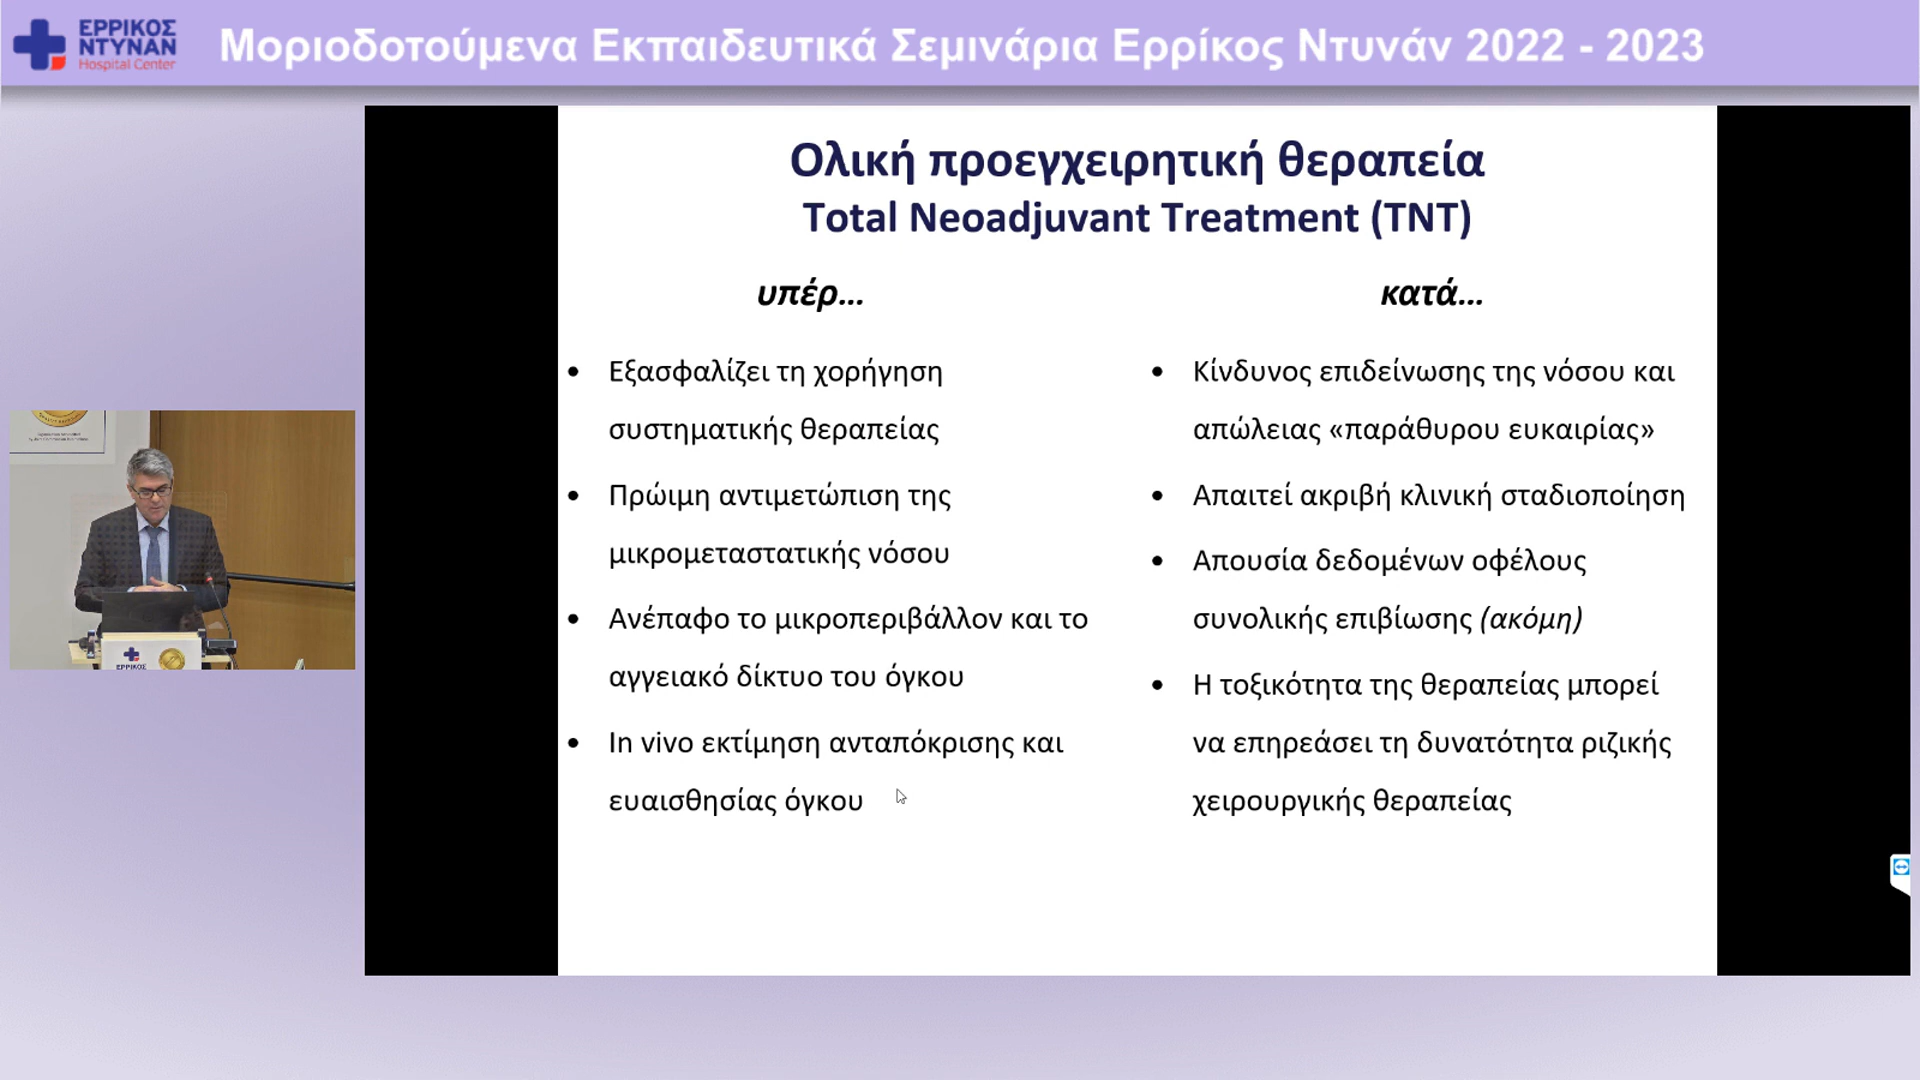 ΕΡΡΙΚΟΣ
ΝΤΥΝΑΝ
Hospital Center
Μοριοδοτούμενα Εκπαιδευτικά Σεμινάρια Ερρίκος Ντυνάν 2022 - 2023
Ολική προεγχειρητική θεραπεία
Total Neoadjuvant Treatment (TNT)
υπέρ...
• Εξασφαλίζει τη χορήγηση
συστηματικής θεραπείας
• Πρώιμη αντιμετώπιση της
μικρομεταστατικής νόσου
• Ανέπαφο το μικροπεριβάλλον και το
αγγειακό δίκτυο του όγκου
• In vivo εκτίμηση ανταπόκρισης και
ευαισθησίας όγκου
κατά...
• Κίνδυνος επιδείνωσης της νόσου και
απώλειας «παράθυρου ευκαιρίας»
• Απαιτεί ακριβή κλινική σταδιοποίηση
• Απουσία δεδομένων οφέλους
συνολικής επιβίωσης (ακόμη)
• Η τοξικότητα της θεραπείας μπορεί
να επηρεάσει τη δυνατότητα ριζικής
χειρουργικής θεραπείας
ΕΡΡΙΚΟΣ